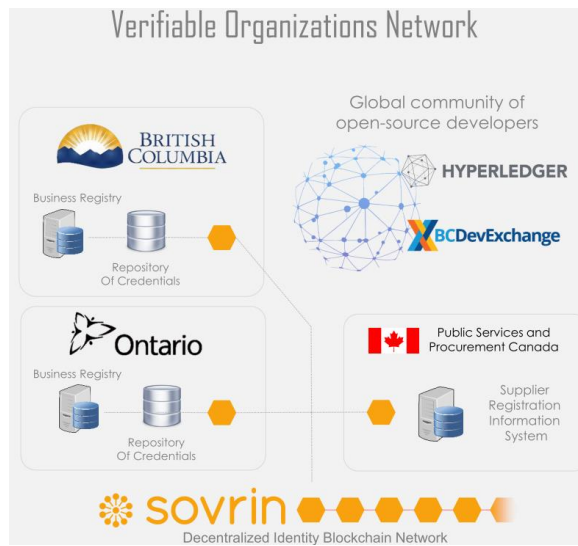 Verifiable Organizations Network
BRITISH
COLUMBIA
Business Registry
Repository
Of Credentials
Global community of
open-source developers
HYPERLEDGER
BCDevExchange
Ontario
Business Registry
Repository
Of Credentials
Public Services and
Procurement Canada
Supplier
Registration
Information
System
sovrin
Decentralized Identity Blockchain Network